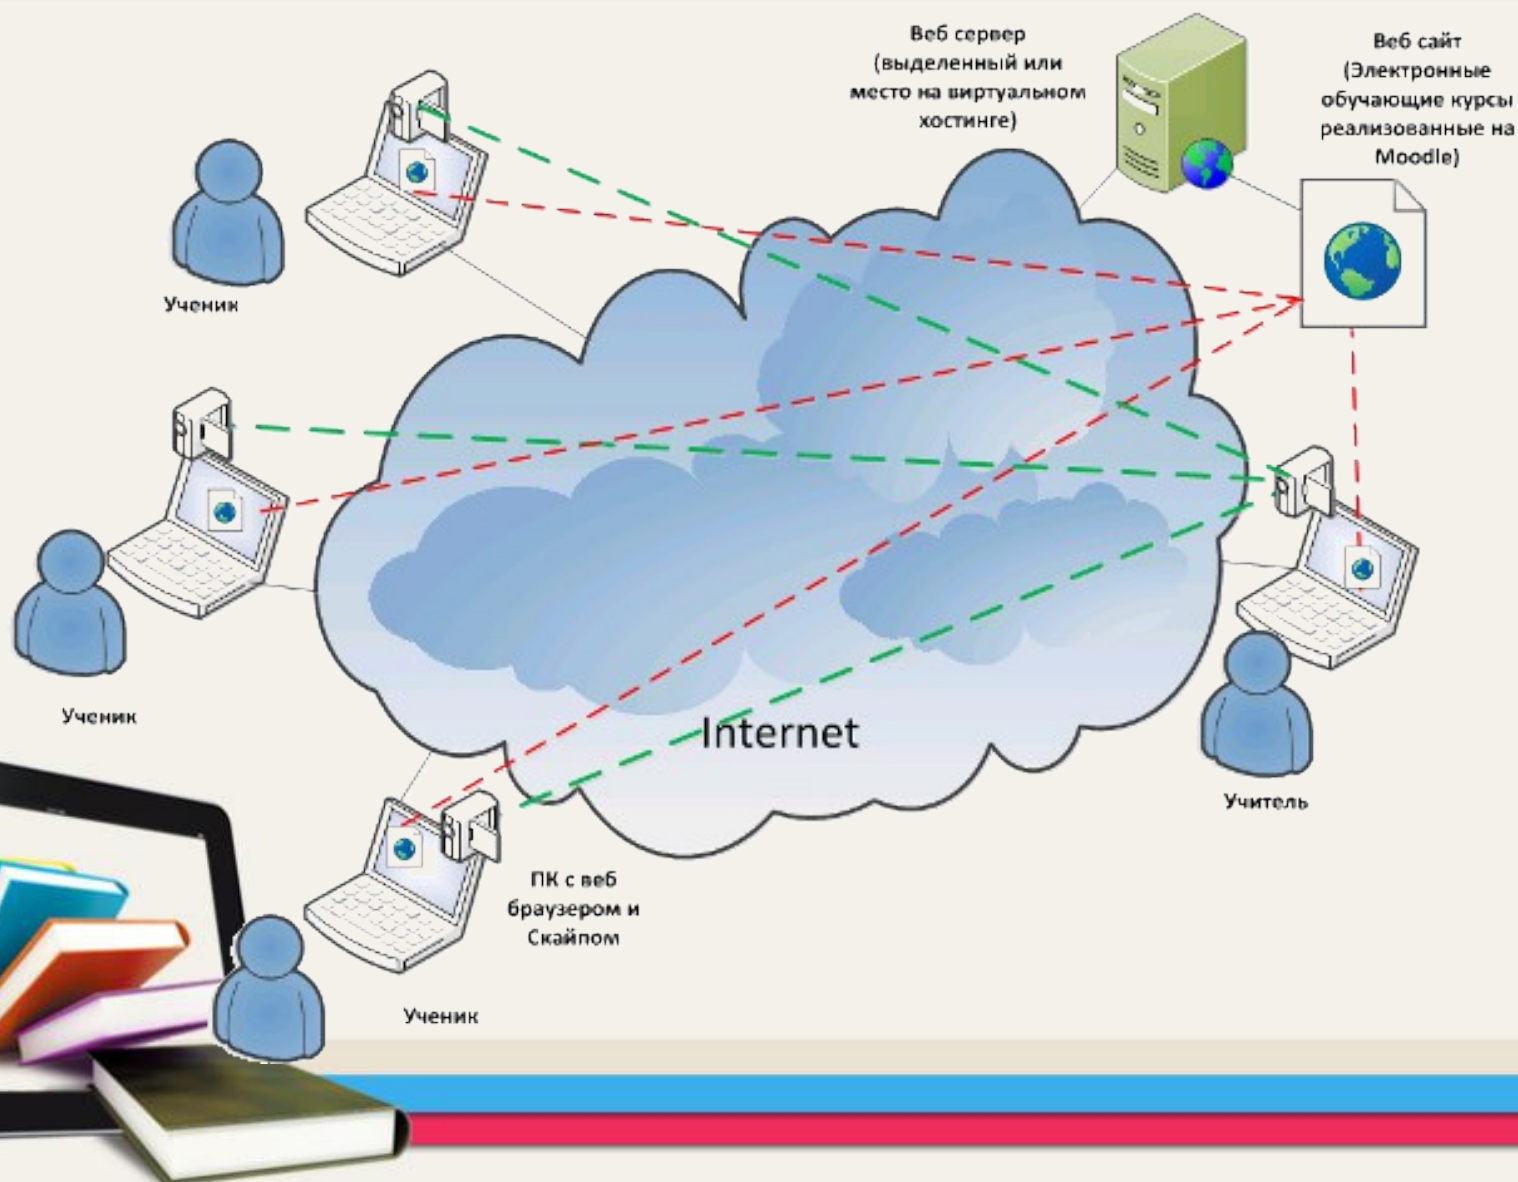 Веб сервер
(выделенный или
место на виртуальном
хостинге)
Веб сайт
(Электронные
обучающие курсы
реализованные на
Moodle)
Ученик
Ученик
Internet
Учитель
ПК с веб
браузером и
Скайпом
Ученик